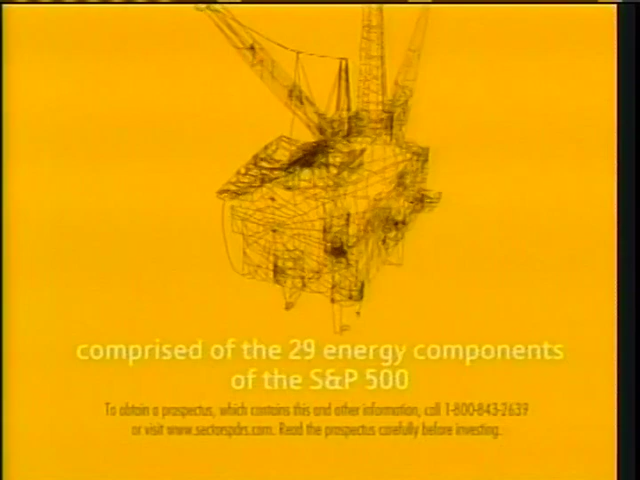 comprised of the 29 energy components
of the S&P 500
To obtain a prospectus, which contains this and other information, call 1-800-843-2639
or visit www.sectorspdrs.com. Read the prospectus carefully before investing.